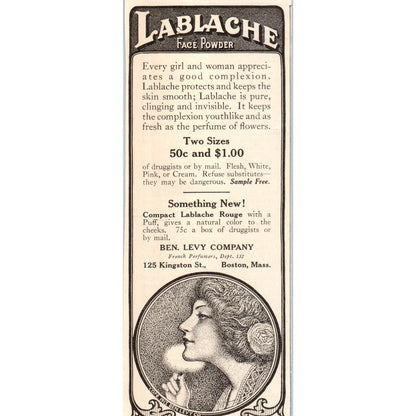 LABLACHE
FACE POWDER
Every girl and woman appreci-
ates a good complexion.
Lablache protects and keeps the
skin smooth; Lablache is pure,
clinging and invisible. It keeps
the complexion youthlike and as
fresh as the perfume of flowers.
Two Sizes
50c and $1.00
of druggists or by mail. Flesh, White,
Pink, or Cream. Refuse substitutes—
they may be dangerous. Sample Free.
Something New!
Compact Lablache Rouge with a
Puff, gives a natural color to the
cheeks. 75c a box of druggists or
by mail.
BEN. LEVY COMPANY
French Perfumers, Dept. 132
125 Kingston St., Boston, Mass.